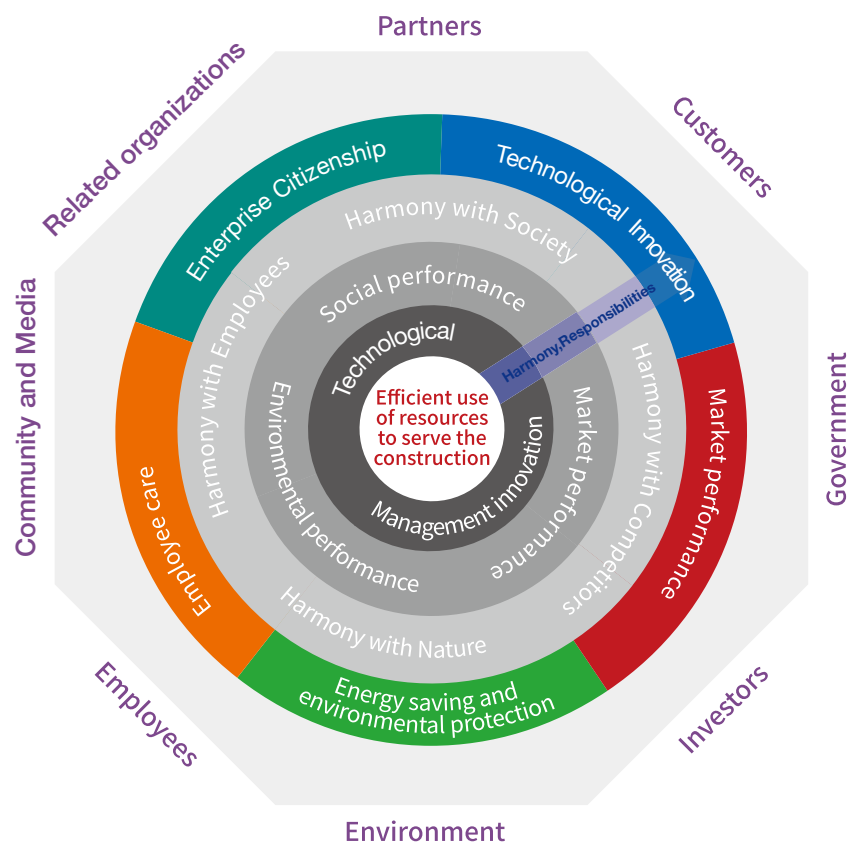 Partners
Related organizations
Customers
Community and Media
Government
Employees
Investors
Environment
Enterprise Citizenship
Technological Innovation
Market performance
Energy saving and
environmental protection
Employee care
Harmony with Society
Harmony with Employees
Harmony with Competitors
Harmony with Nature
Social performance
Environmental performance
Market performance
Technological
Management innovation
Harmony,Responsibilities
Efficient use
of resources
to serve the
construction